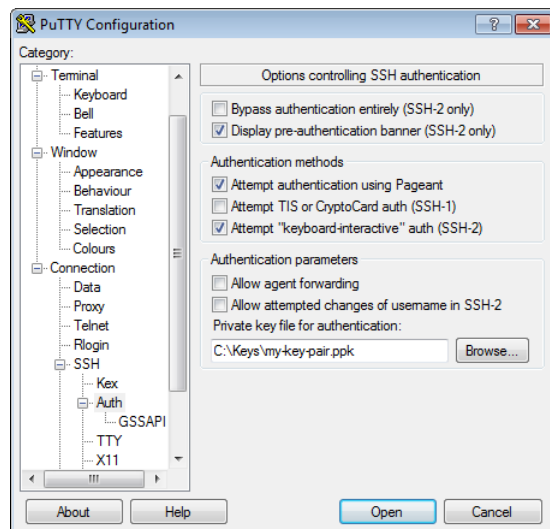 PuTTY Configuration
Category:
Terminal
Keyboard
Bell
Features
Window
Appearance
Behaviour
Translation
Selection
Colours
Connection
Data
Proxy
Telnet
Rlogin
SSH
Kex
Auth
GSSAPI
TTY
X11
Options controlling SSH authentication
Bypass authentication entirely (SSH-2 only)
Display pre-authentication banner (SSH-2 only)
Authentication methods
Attempt authentication using Pageant
Attempt TIS or CryptoCard auth (SSH-1)
Attempt "keyboard-interactive" auth (SSH-2)
Authentication parameters
Allow agent forwarding
Allow attempted changes of username in SSH-2
Private key file for authentication:
C:\Keys\my-key-pair.ppk Browse...
About Help Open Cancel